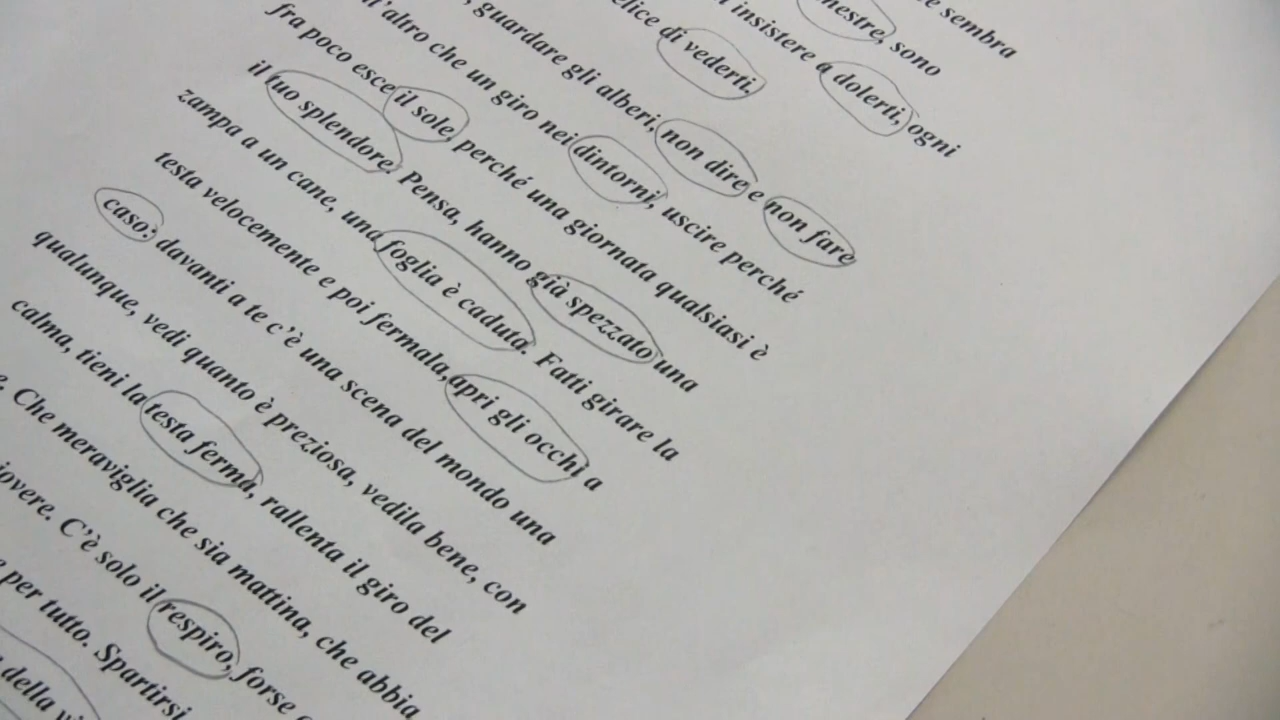 sembra
sono
insistere a dolerti, ogni
di vederti.
guardare gli alberi, non dire e non fare
altro che un giro nei dintorni, uscire perché
fra poco esce il sole, perché una giornata qualsiasi è
il tuo splendore. Pensa, hanno già spezzato una
zampa a un cane, una foglia è caduta. Fatti girare la
testa velocemente e poi fermala, apri gli occhi a
caso: davanti a te c’è una scena del mondo una
qualunque, vedi quanto è preziosa, vedila bene, con
calma, tieni la testa ferma, rallenta il giro del
Che meraviglia che sia mattina, che abbia
C’è solo il respiro, forse
per tutto. Spartirsi
della